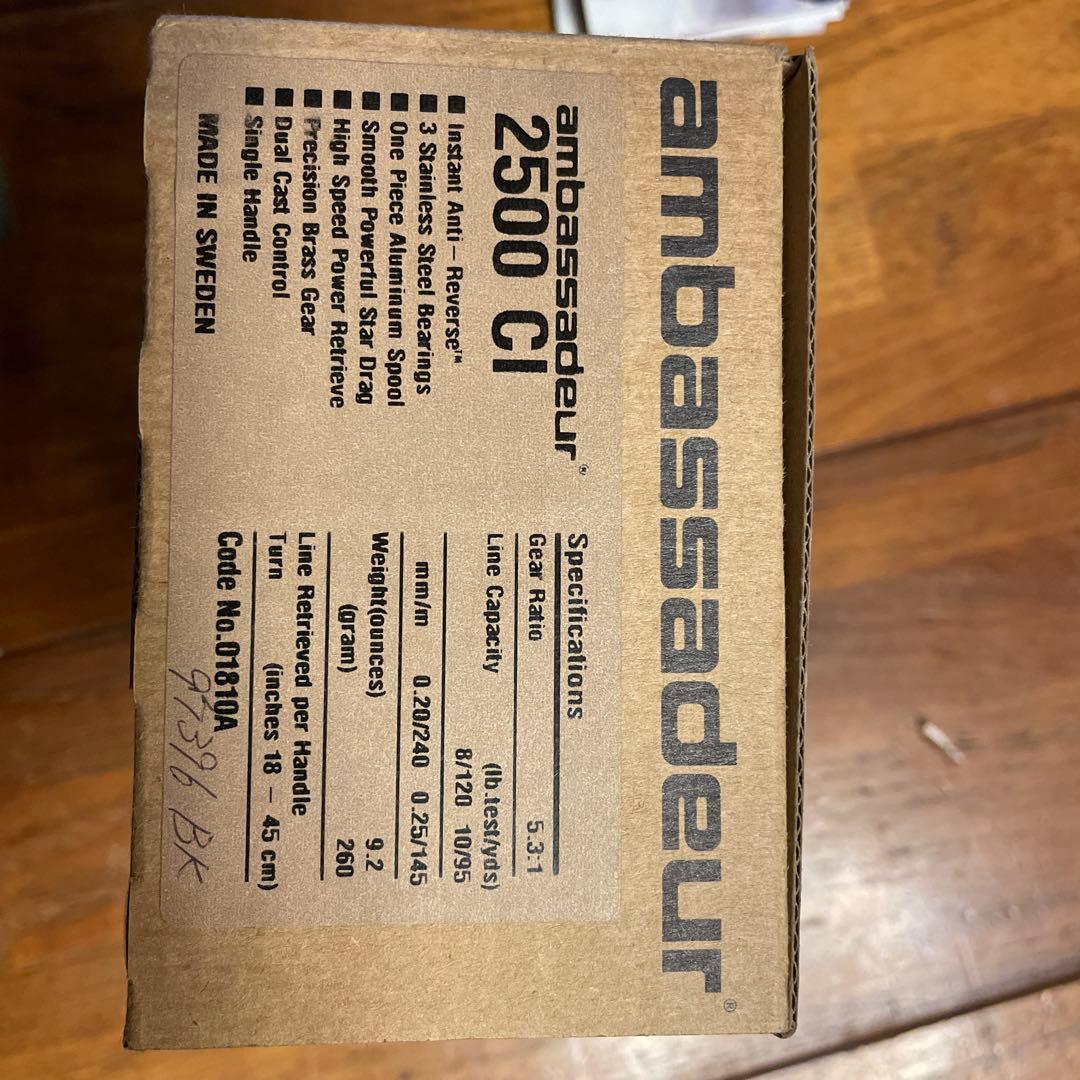 ambassadeur®
ambassadeur®
2500 CI
■ Instant Anti-Reverse™
■ 3 Stainless Steel Bearings
■ One Piece Aluminum Spool
■ Smooth Powerful Star Drag
■ High Speed Power Retrieve
■ Precision Brass Gear
■ Dual Cast Control
■ Single Handle
MADE IN SWEDEN
Specifications
Gear Ratio 5.3:1
Line Capacity (lb.test/yds)
8/120 10/95
mm/m 0.20/240 0.25/145
Weight(ounces) 9.2
(gram) 260
Line Retrieved per Handle
Turn (inches 18 - 45 cm)
Code No.01810A
97396 BK